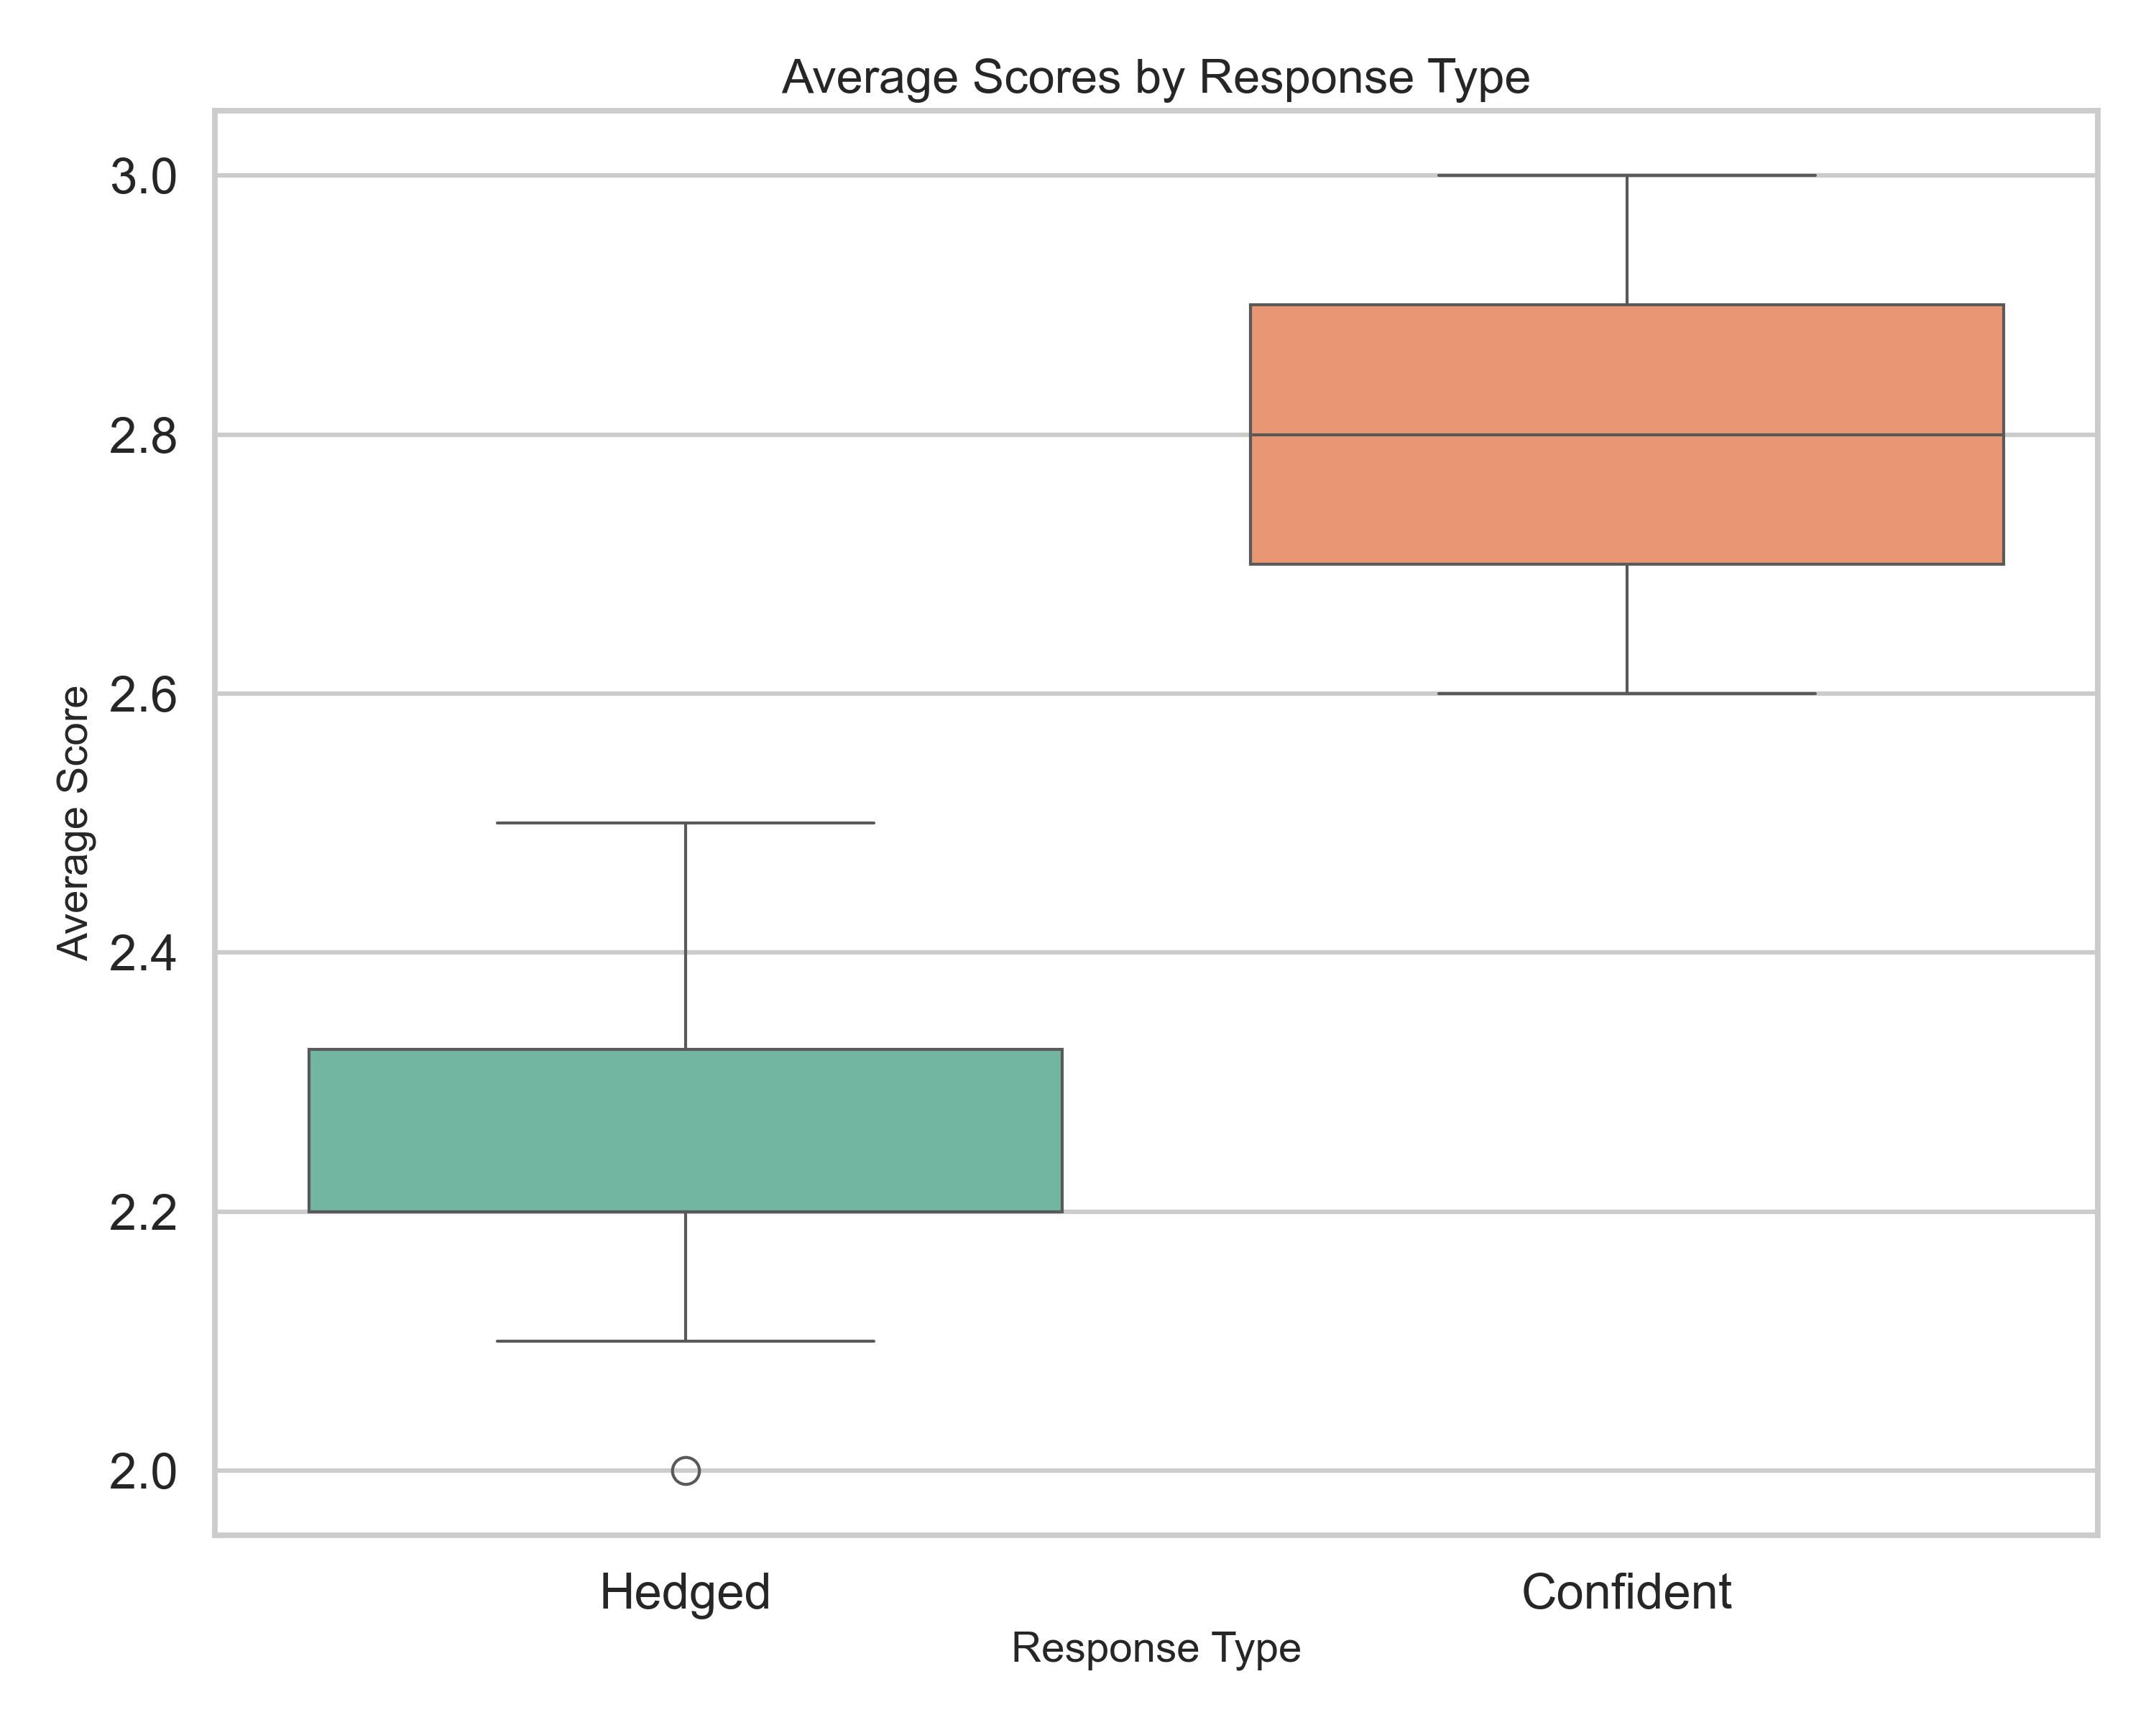 Average Scores by Response Type
3.0
2.8
2.6
2.4
2.2
2.0
Average Score
Hedged Confident
Response Type